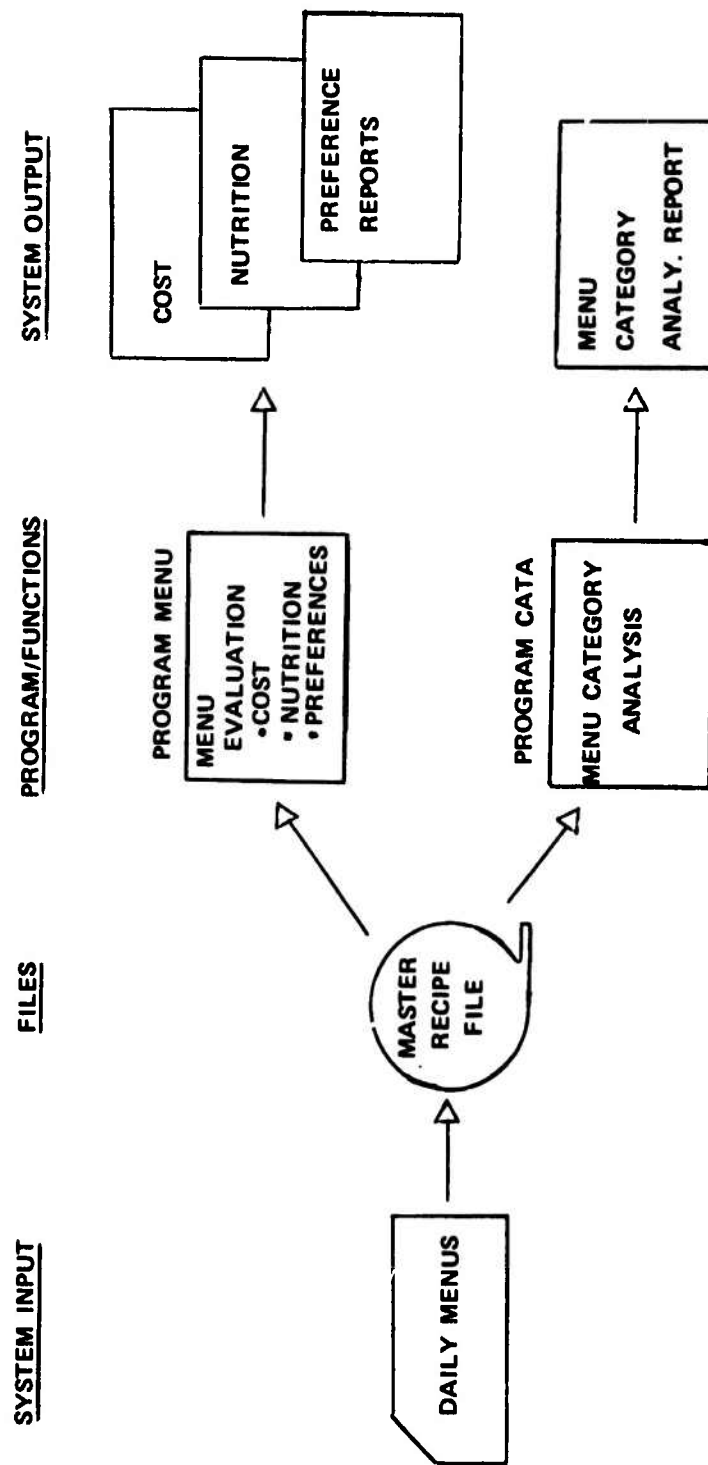 SYSTEM INPUT
FILES
PROGRAM/FUNCTIONS
SYSTEM OUTPUT
DAILY MENUS
MASTER
RECIPE
FILE
PROGRAM MENU
MENU
EVALUATION
•COST
•NUTRITION
•PREFERENCES
COST
NUTRITION
PREFERENCE
REPORTS
PROGRAM CATA
MENU CATEGORY
ANALYSIS
MENU
CATEGORY
ANALY. REPORT